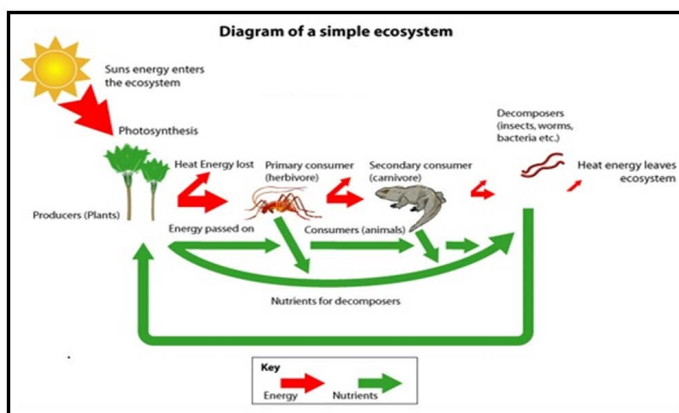 Diagram of a simple ecosystem
Suns energy enters
the ecosystem
Photosynthesis
Decomposers
(insects, worms,
bacteria etc.)
Heat Energy lost
Primary consumer
(herbivore)
Secondary consumer
(carnivore)
Heat energy leaves
ecosystem
Producers (Plants)
Energy passed on
Consumers (animals)
Nutrients for decomposers
Key
Energy
Nutrients